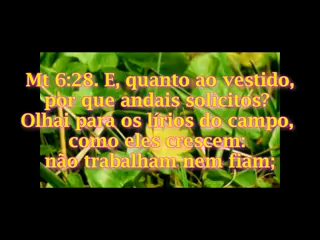 Mt 6:28. E, quanto ao vestido,
por que andais solícitos?
Olhai para os lírios do campo,
como eles crescem:
não trabalham nem fiam;